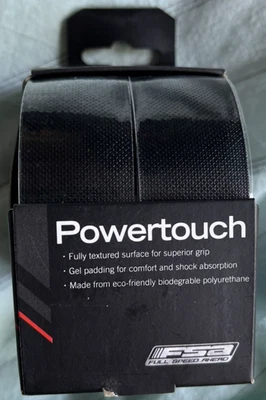 Powertouch
• Fully textured surface for superior grip
• Gel padding for comfort and shock absorption
• Made from eco-friendly biodegrable polyurethane
FSA
FULL SPEED AHEAD